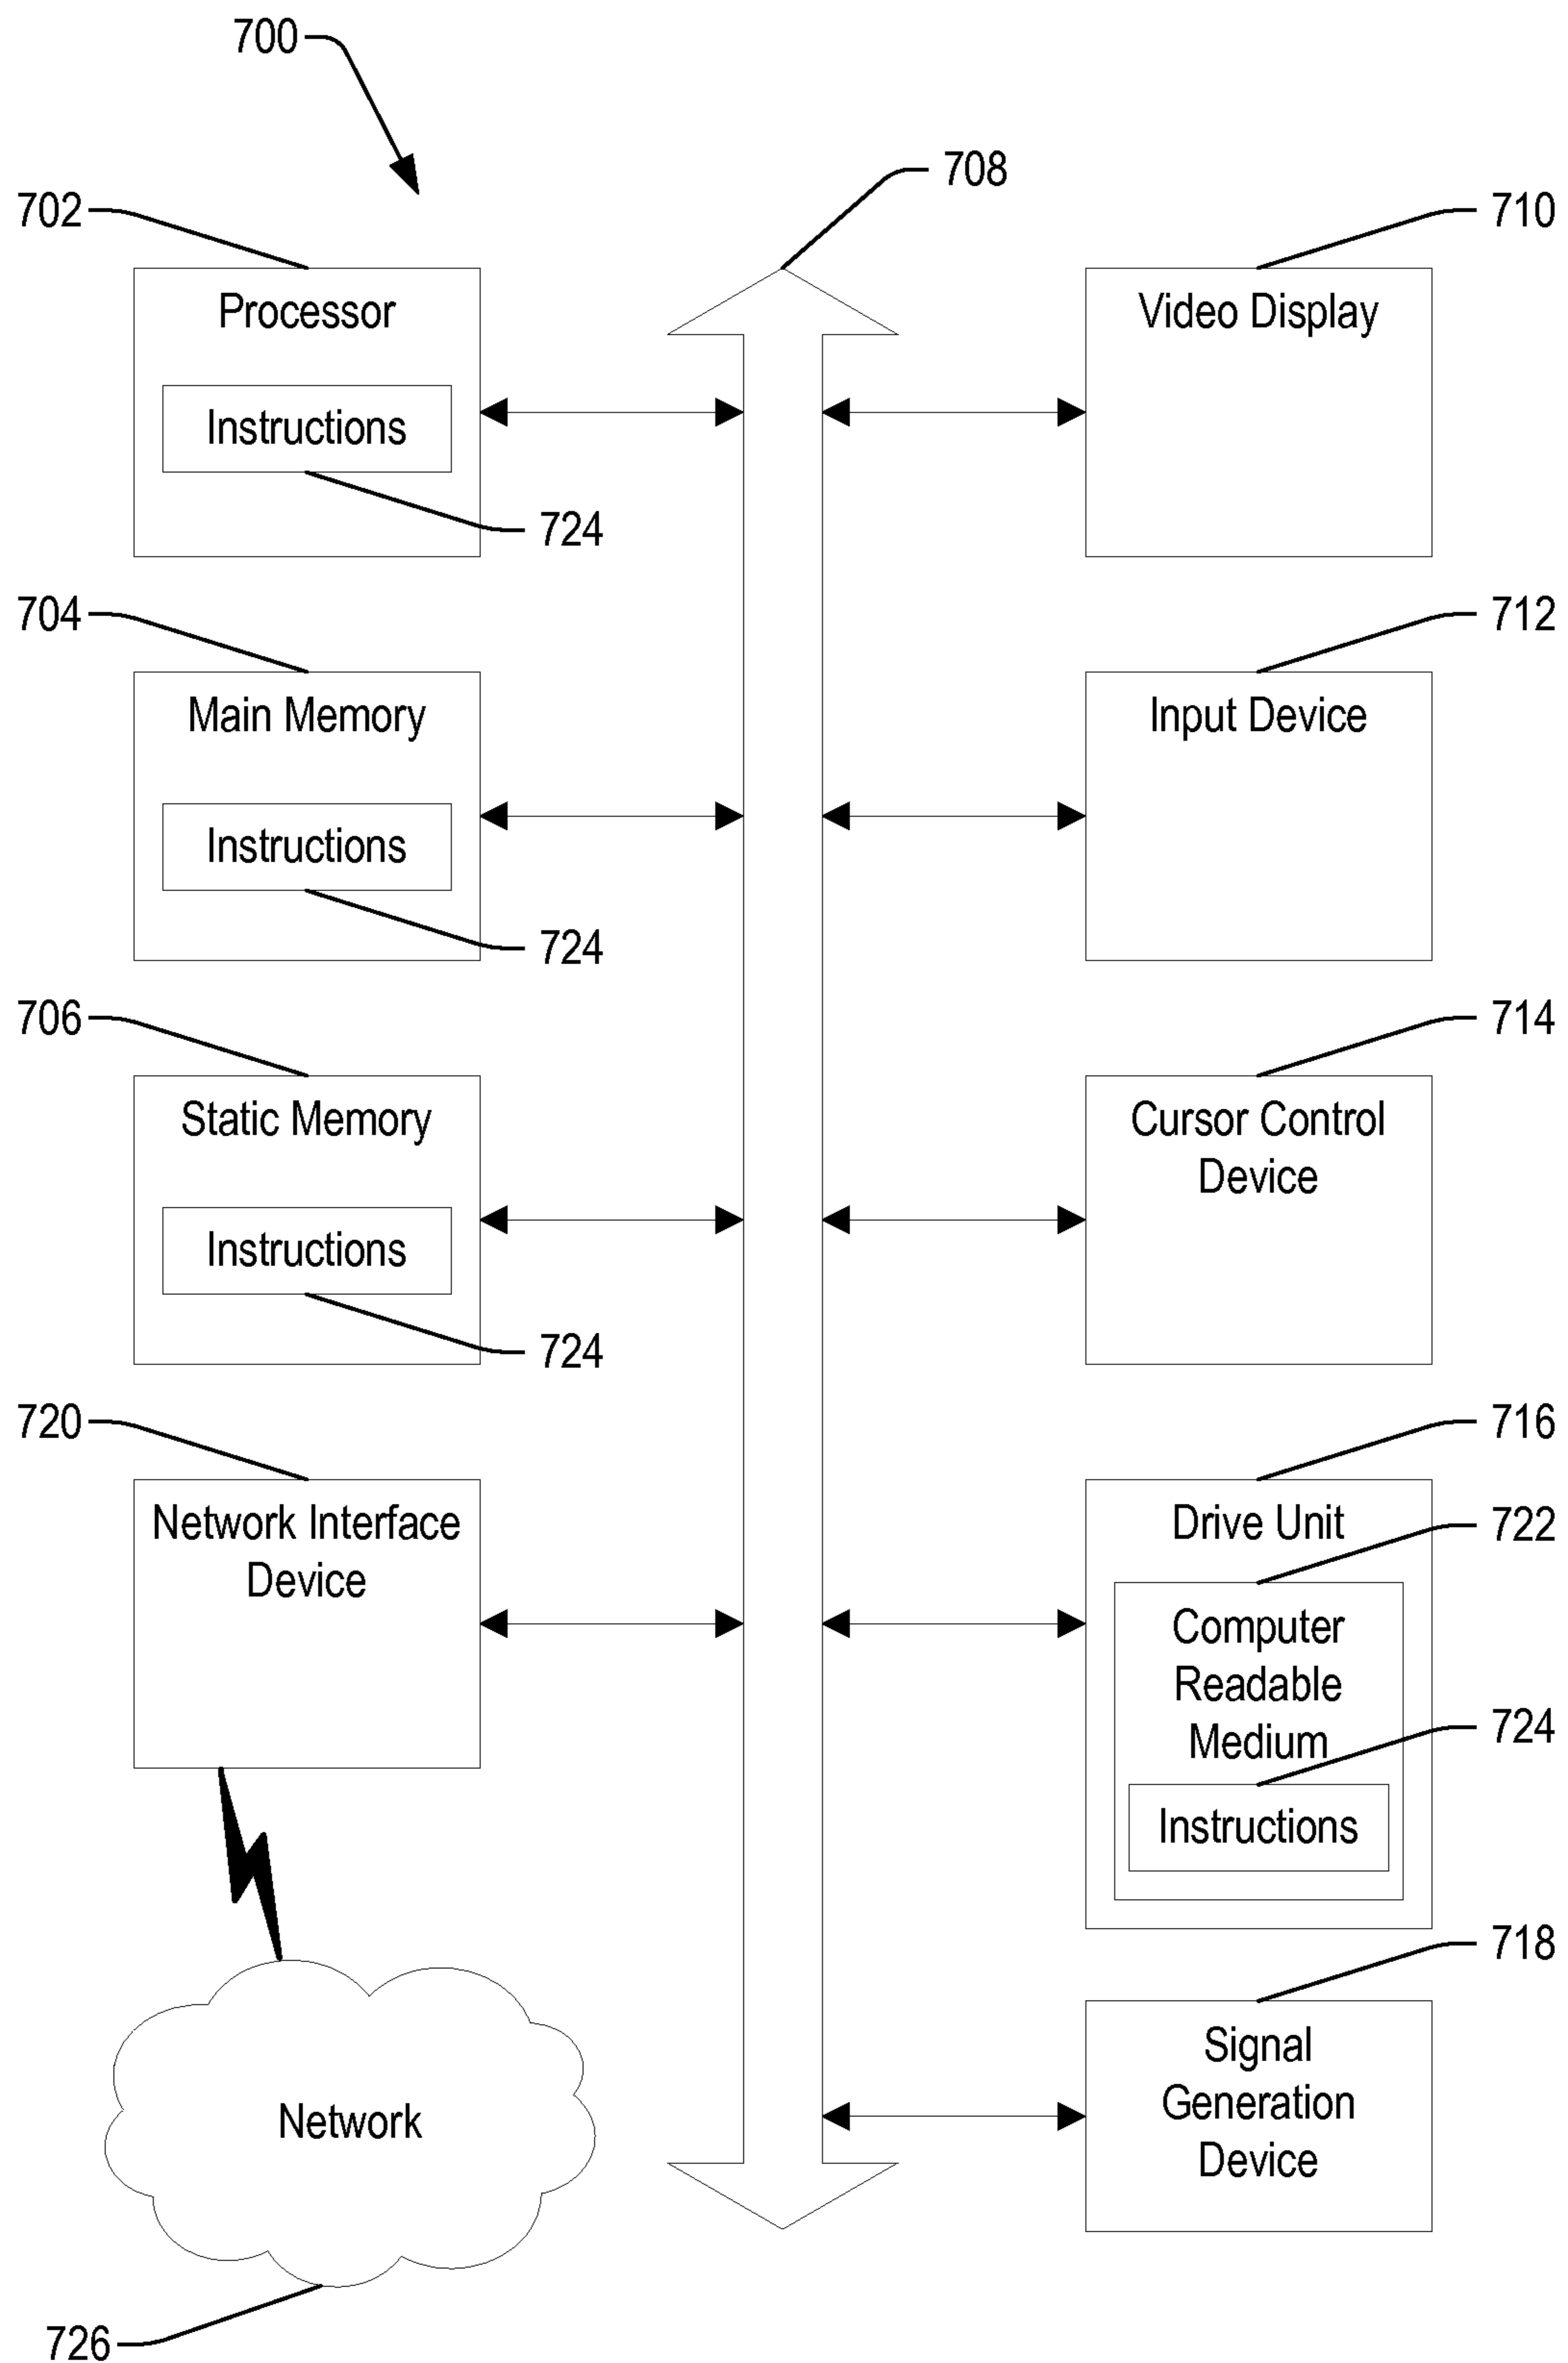 700
708
702
710
Processor
Video Display
Instructions
724
704
712
Main Memory
Input Device
Instructions
724
706
714
Static Memory
Cursor Control
Device
Instructions
724
720
716
Network Interface
Device
Drive Unit
722
Computer
Readable
Medium
724
Instructions
718
Signal
Generation
Device
Network
726